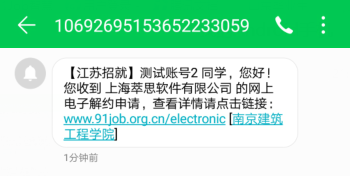 10692695153652233059
【江苏招就】测试账号2 同学，您好！
您收到 上海萃思软件有限公司 的网上
电子解约申请，查看详情请点击链接：
www.91job.org.cn/electronic [南京建筑
工程学院]
1分钟前